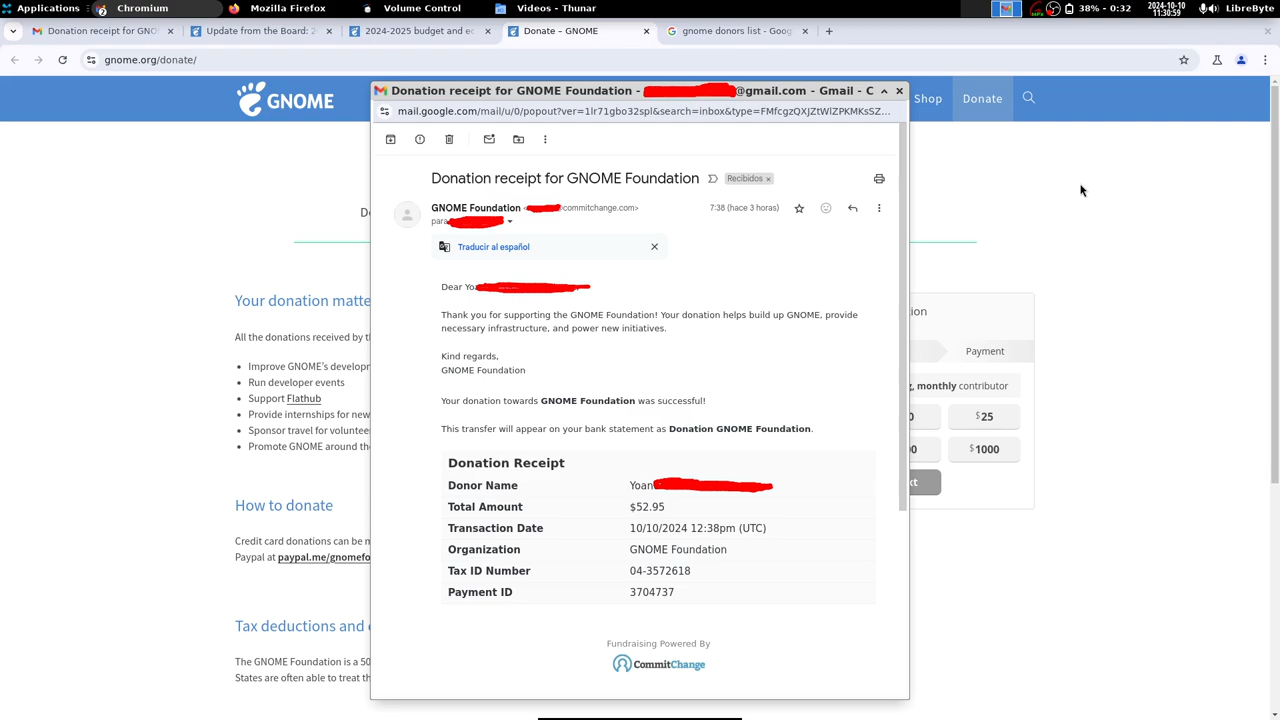 Applications
Chromium
Mozilla Firefox
Volume Control
Videos - Thunar
38% - 0:32
2024-10-10
11:30:59
LibreByte
Donation receipt for GNO
Update from the Board: 2
2024-2025 budget and ec
Donate – GNOME
gnome donors list - Goog
gnome.org/donate/
GNOME
Shop
Donate
Donation receipt for GNOME Foundation - @gmail.com - Gmail - C
mail.google.com/mail/u/0/popout?ver=1lr71gbo32spl&search=inbox&type=FMfcgzQXJZtWlZPKMKsSZ...
Donation receipt for GNOME Foundation
Recibidos ×
GNOME Foundation < commitchange.com>
7:38 (hace 3 horas)
para
Traducir al español
Dear Yo
Thank you for supporting the GNOME Foundation! Your donation helps build up GNOME, provide
necessary infrastructure, and power new initiatives.
Kind regards,
GNOME Foundation
Your donation towards GNOME Foundation was successful!
This transfer will appear on your bank statement as Donation GNOME Foundation.
Donation Receipt
Donor Name Yoan
Total Amount $52.95
Transaction Date 10/10/2024 12:38pm (UTC)
Organization GNOME Foundation
Tax ID Number 04-3572618
Payment ID 3704737
Fundraising Powered By
CommitChange
Your donation matte
All the donations received by t
Improve GNOME's develop
Run developer events
Support Flathub
Provide internships for new
Sponsor travel for voluntee
Promote GNOME around the
How to donate
Credit card donations can be m
Paypal at paypal.me/gnomefo
Tax deductions and
The GNOME Foundation is a 50
States are often able to treat th
ion
Payment
, monthly contributor
0
$25
00
$1000
xt